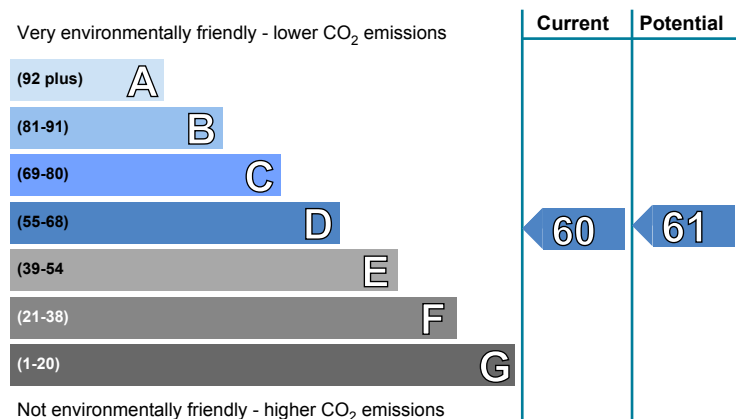 Current Potential
Very environmentally friendly - lower CO₂ emissions
(92 plus) A
(81-91) B
(69-80) C
(55-68) D
60 61
(39-54 E
(21-38) F
(1-20) G
Not environmentally friendly - higher CO₂ emissions